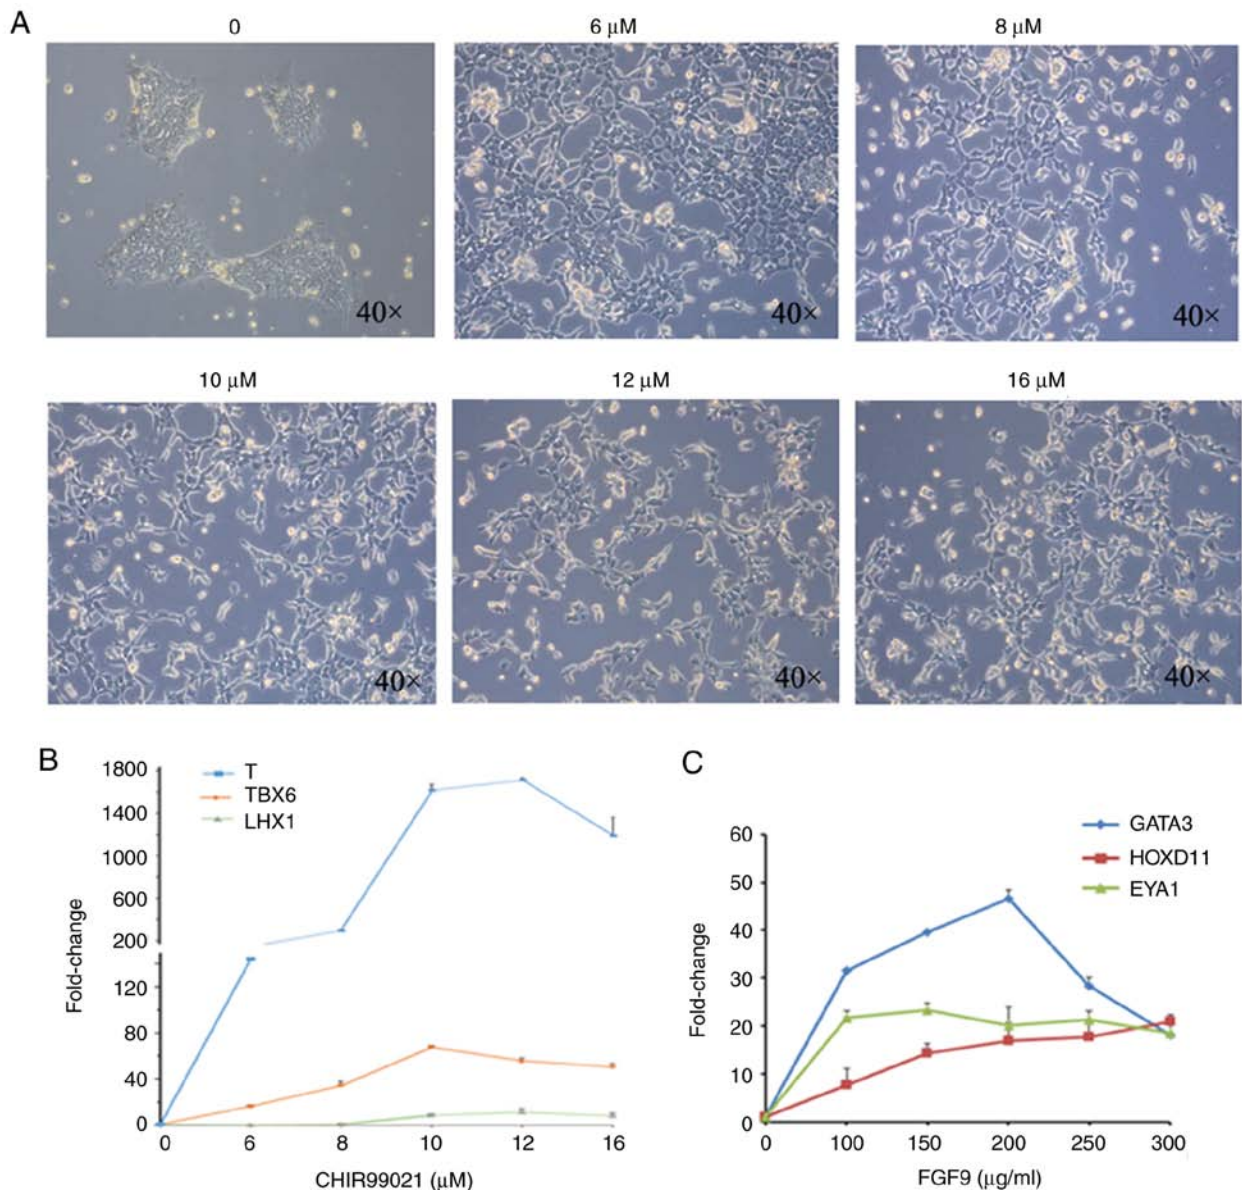 A
0
6 µM
8 µM
40×
40×
40×
10 µM
12 µM
16 µM
40×
40×
40×
B
T
TBX6
LHX1
1800
1400
1000
600
200
120
80
40
0
Fold-change
0 6 8 10 12 16
CHIR99021 (µM)
C
GATA3
HOXD11
EYA1
60
50
40
30
20
10
0
Fold-change
0 100 150 200 250 300
FGF9 (µg/ml)